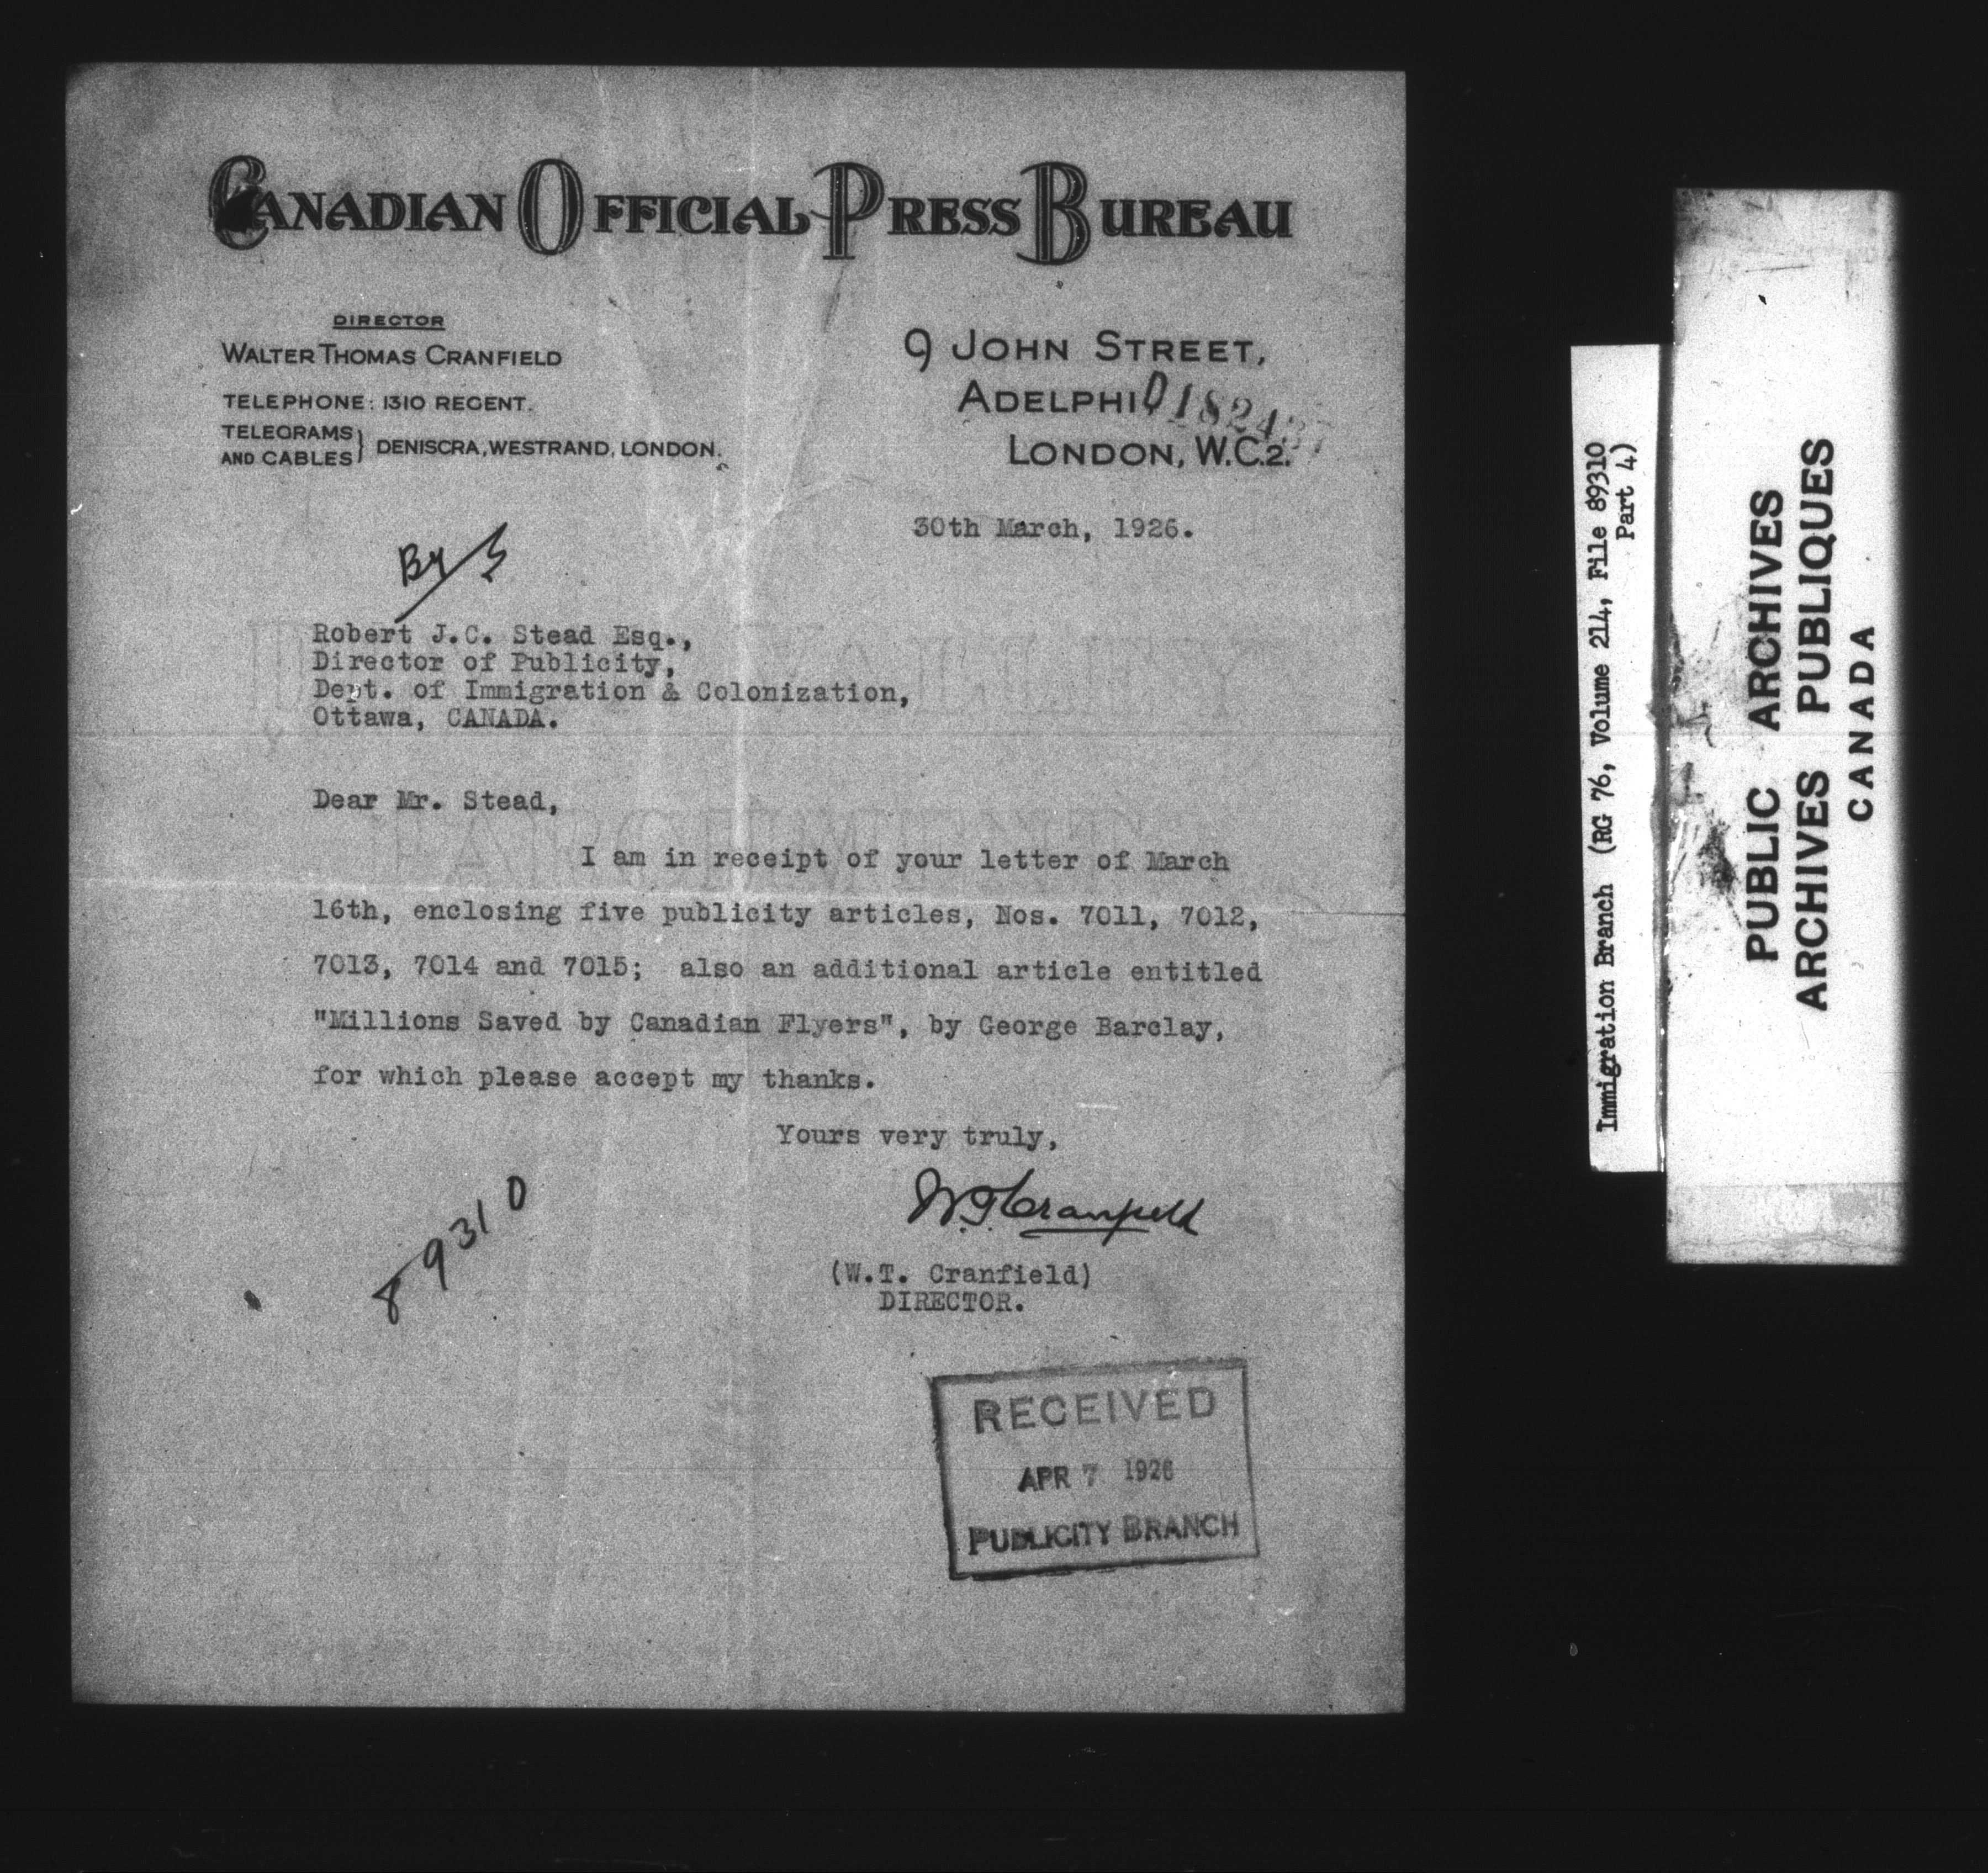 CANADIAN OFFICIAL PRESS BUREAU
DIRECTOR
WALTER THOMAS CRANFIELD
TELEPHONE: 1310 REGENT.
TELEGRAMS
AND CABLES } DENISCRA, WESTRAND, LONDON.
9 JOHN STREET,
ADELPHI,
LONDON, W.C.2.
30th March, 1926.
Robert J.C. Stead Esq.,
Director of Publicity,
Dept. of Immigration & Colonization,
Ottawa, CANADA.
Dear Mr. Stead,
I am in receipt of your letter of March
16th, enclosing five publicity articles, Nos. 7011, 7012,
7013, 7014 and 7015; also an additional article entitled
"Millions Saved by Canadian Flyers", by George Barclay,
for which please accept my thanks.
Yours very truly,
W.T. Cranfield
(W.T. Cranfield)
DIRECTOR.
89310
RECEIVED
APR 7 1926
PUBLICITY BRANCH
Immigration Branch (RG 76, Volume 214, File 89310
Part 4)
PUBLIC ARCHIVES
ARCHIVES PUBLIQUES
CANADA